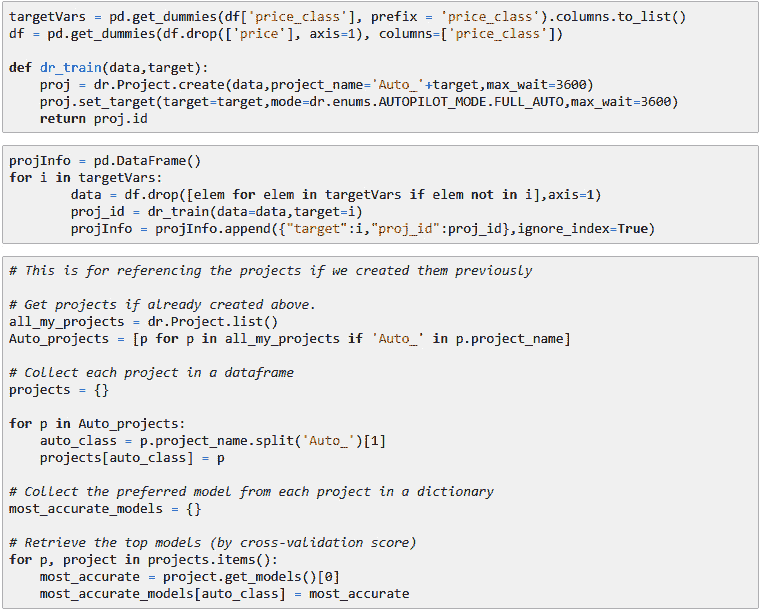 targetVars = pd.get_dummies(df['price_class'], prefix = 'price_class').columns.to_list()
df = pd.get_dummies(df.drop(['price'], axis=1), columns=['price_class'])

def dr_train(data,target):
    proj = dr.Project.create(data,project_name='Auto_'+target,max_wait=3600)
    proj.set_target(target=target,mode=dr.enums.AUTOPILOT_MODE.FULL_AUTO,max_wait=3600)
    return proj.id

projInfo = pd.DataFrame()
for i in targetVars:
        data = df.drop([elem for elem in targetVars if elem not in i],axis=1)
        proj_id = dr_train(data=data,target=i)
        projInfo = projInfo.append({"target":i,"proj_id":proj_id},ignore_index=True)

# This is for referencing the projects if we created them previously

# Get projects if already created above.
all_my_projects = dr.Project.list()
Auto_projects = [p for p in all_my_projects if 'Auto_' in p.project_name]

# Collect each project in a dataframe
projects = {}

for p in Auto_projects:
    auto_class = p.project_name.split('Auto_')[1]
    projects[auto_class] = p

# Collect the preferred model from each project in a dictionary
most_accurate_models = {}

# Retrieve the top models (by cross-validation score)
for p, project in projects.items():
    most_accurate = project.get_models()[0]
    most_accurate_models[auto_class] = most_accurate